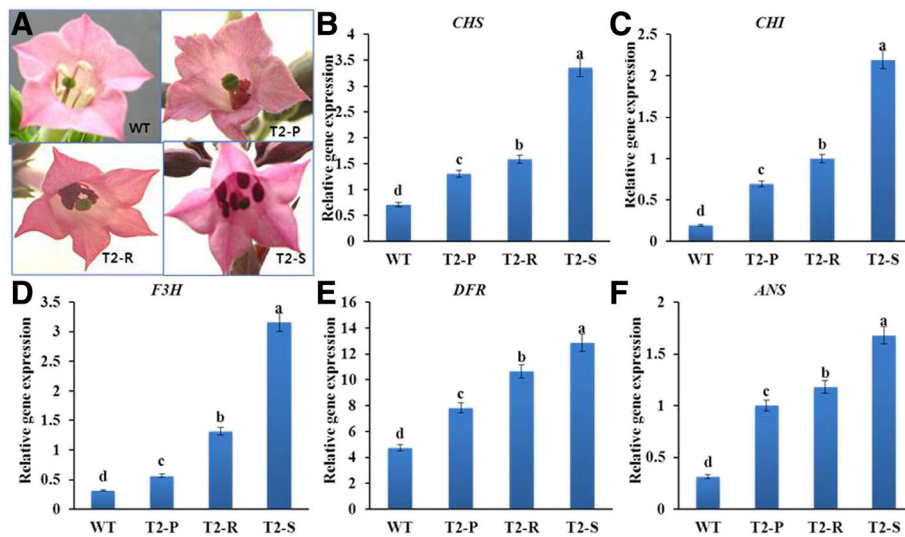 A
WT
T2-P
T2-R
T2-S
B
CHS
Relative gene expression
4
3.5
3
2.5
2
1.5
1
0.5
0
d
c
b
a
WT T2-P T2-R T2-S
C
CHI
Relative gene expression
2.5
2
1.5
1
0.5
0
d
c
b
a
WT T2-P T2-R T2-S
D
F3H
Relative gene expression
3.5
3
2.5
2
1.5
1
0.5
0
d
c
b
a
WT T2-P T2-R T2-S
E
DFR
Relative gene expression
16
14
12
10
8
6
4
2
0
d
c
b
a
WT T2-P T2-R T2-S
F
ANS
Relative gene expression
2
1.5
1
0.5
0
d
c
b
a
WT T2-P T2-R T2-S